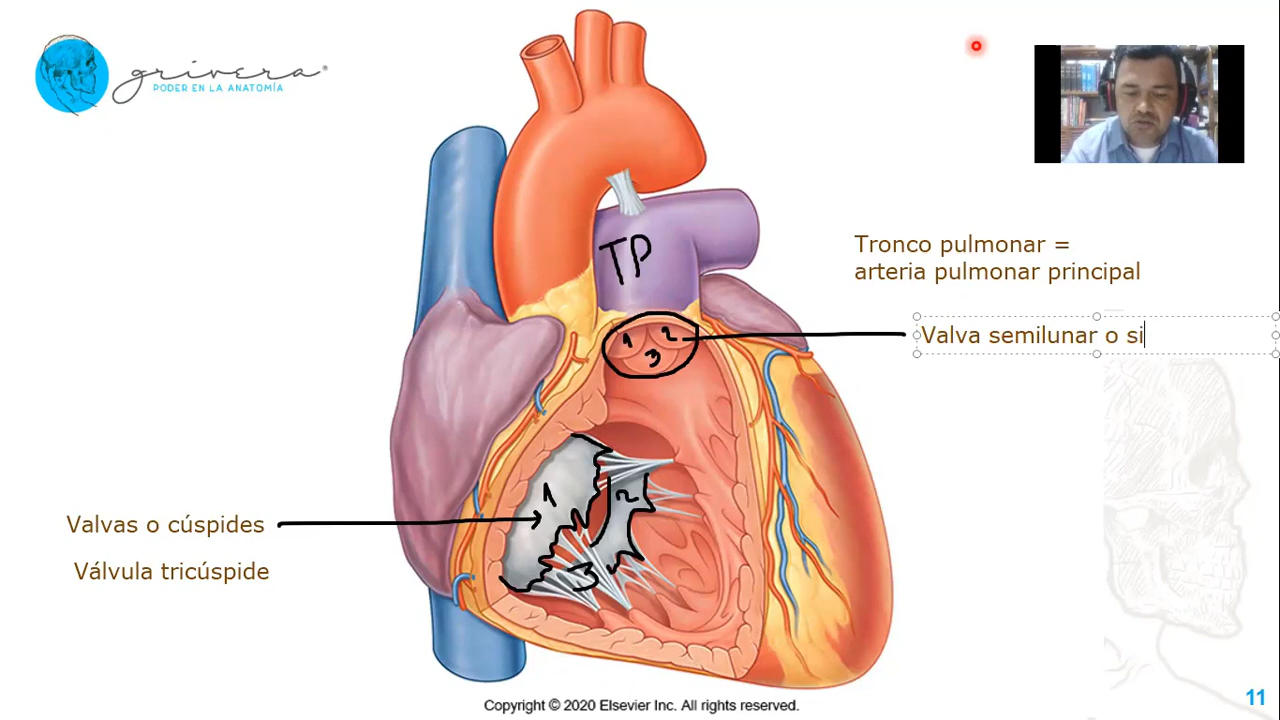 grivera®
PODER EN LA ANATOMÍA
TP
Tronco pulmonar =
arteria pulmonar principal
1 2
3
Valva semilunar o si
1
2
3
Valvas o cúspides
Válvula tricúspide
Copyright © 2020 Elsevier Inc. All rights reserved.
11